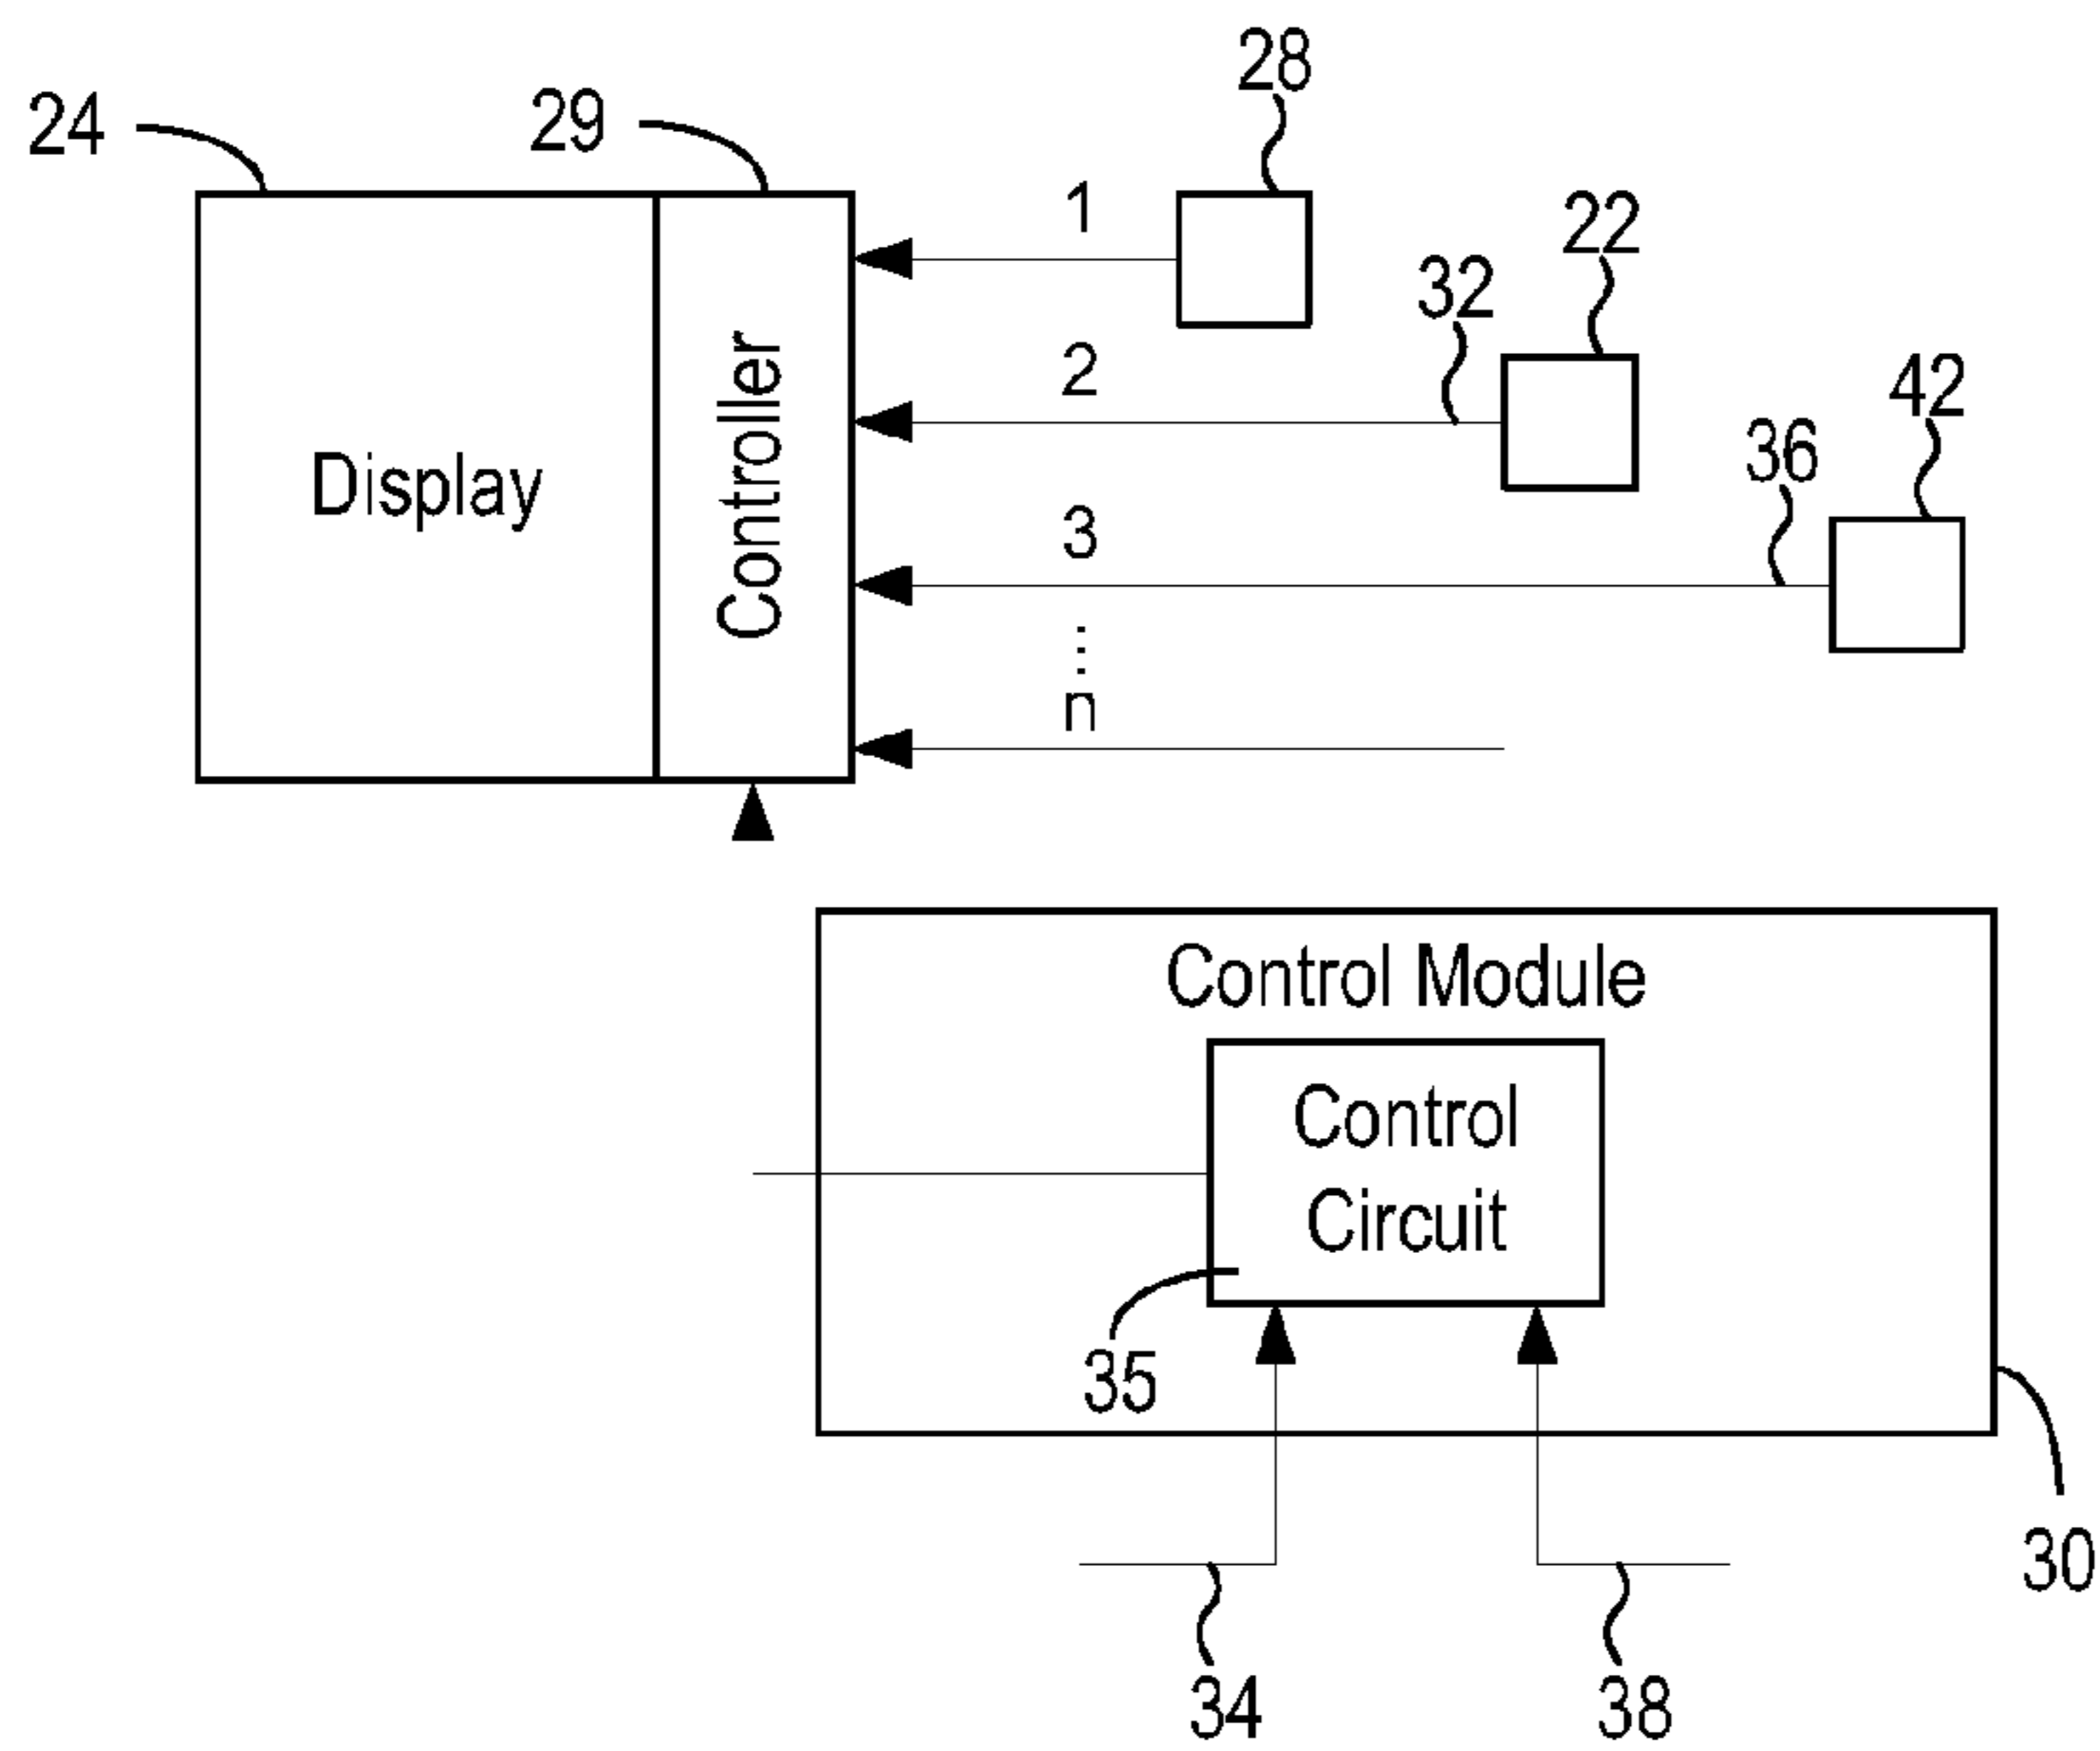 28
24
29
1
22
32
2
42
36
Display
Controller
3
⋮
n
Control Module
Control
Circuit
35
30
34
38